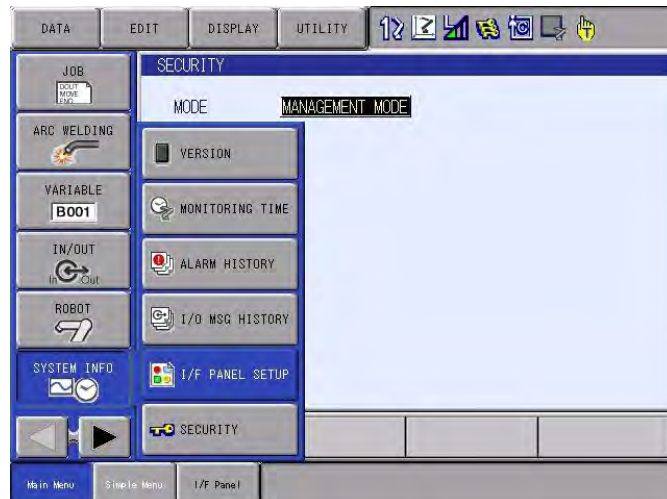 DATA
EDIT
DISPLAY
UTILITY
JOB
DOUT
MOVE
END
ARC WELDING
VARIABLE
B001
IN/OUT
In Out
ROBOT
SYSTEM INFO
SECURITY
MODE MANAGEMENT MODE
VERSION
MONITORING TIME
ALARM HISTORY
I/O MSG HISTORY
I/F PANEL SETUP
SECURITY
Main Menu
Simple Menu
I/F Panel